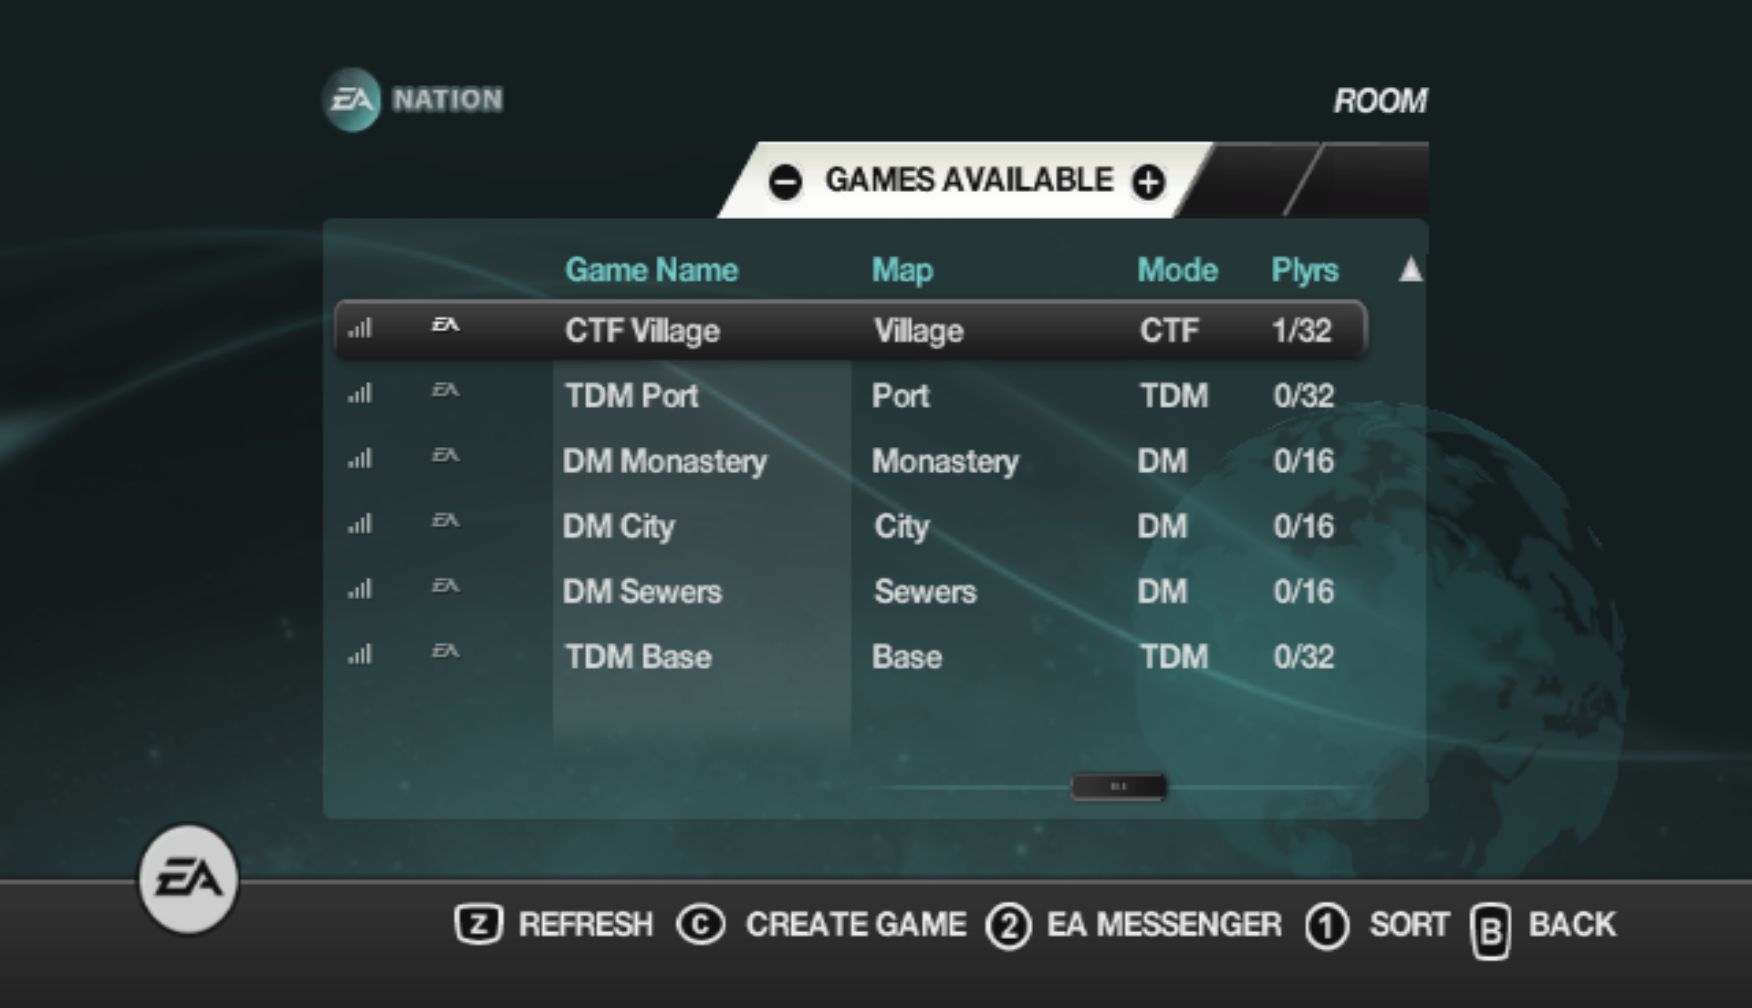 EA NATION
ROOM
GAMES AVAILABLE
Game Name Map Mode Plyrs
EA CTF Village Village CTF 1/32
EA TDM Port Port TDM 0/32
EA DM Monastery Monastery DM 0/16
EA DM City City DM 0/16
EA DM Sewers Sewers DM 0/16
EA TDM Base Base TDM 0/32
EA
Z REFRESH C CREATE GAME 2 EA MESSENGER 1 SORT B BACK